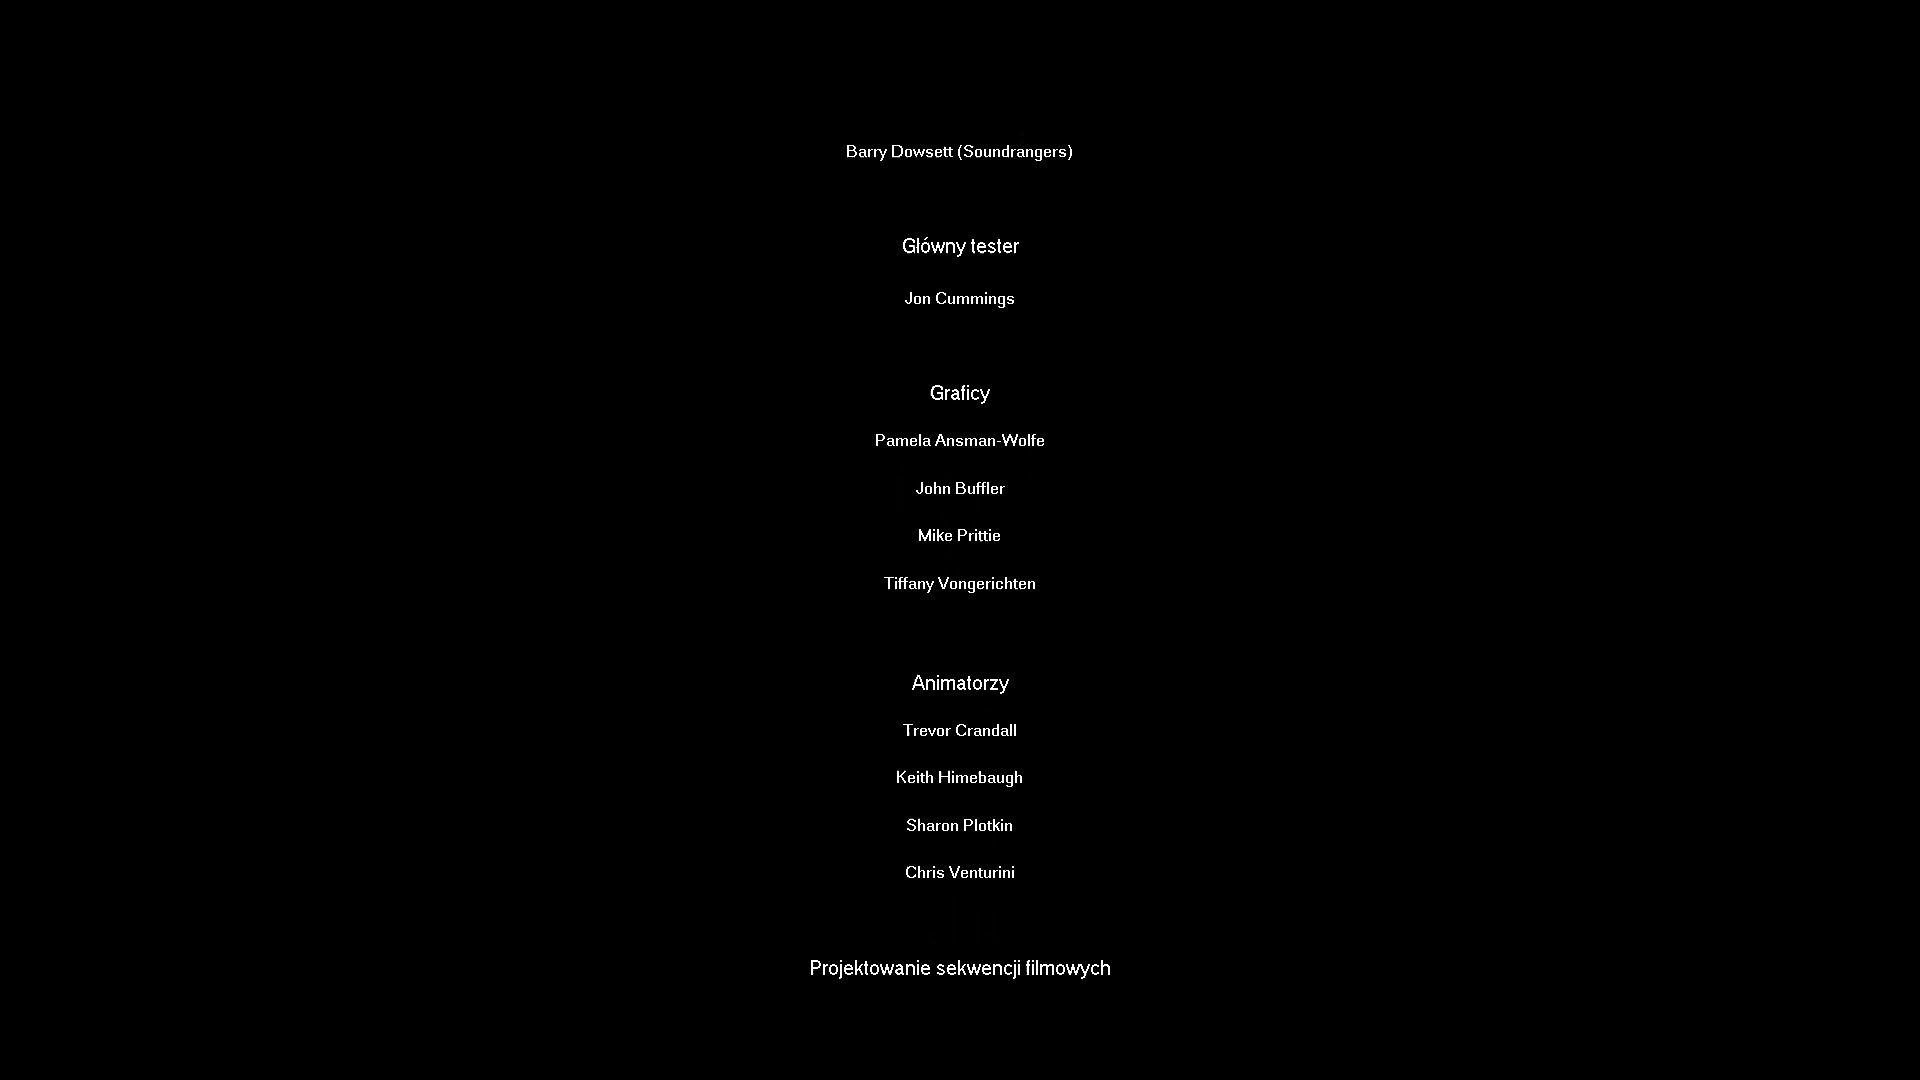 Barry Dowsett (Soundrangers)
Główny tester
Jon Cummings
Graficy
Pamela Ansman-Wolfe
John Buffler
Mike Prittie
Tiffany Vongerichten
Animatorzy
Trevor Crandall
Keith Himebaugh
Sharon Plotkin
Chris Venturini
Projektowanie sekwencji filmowych